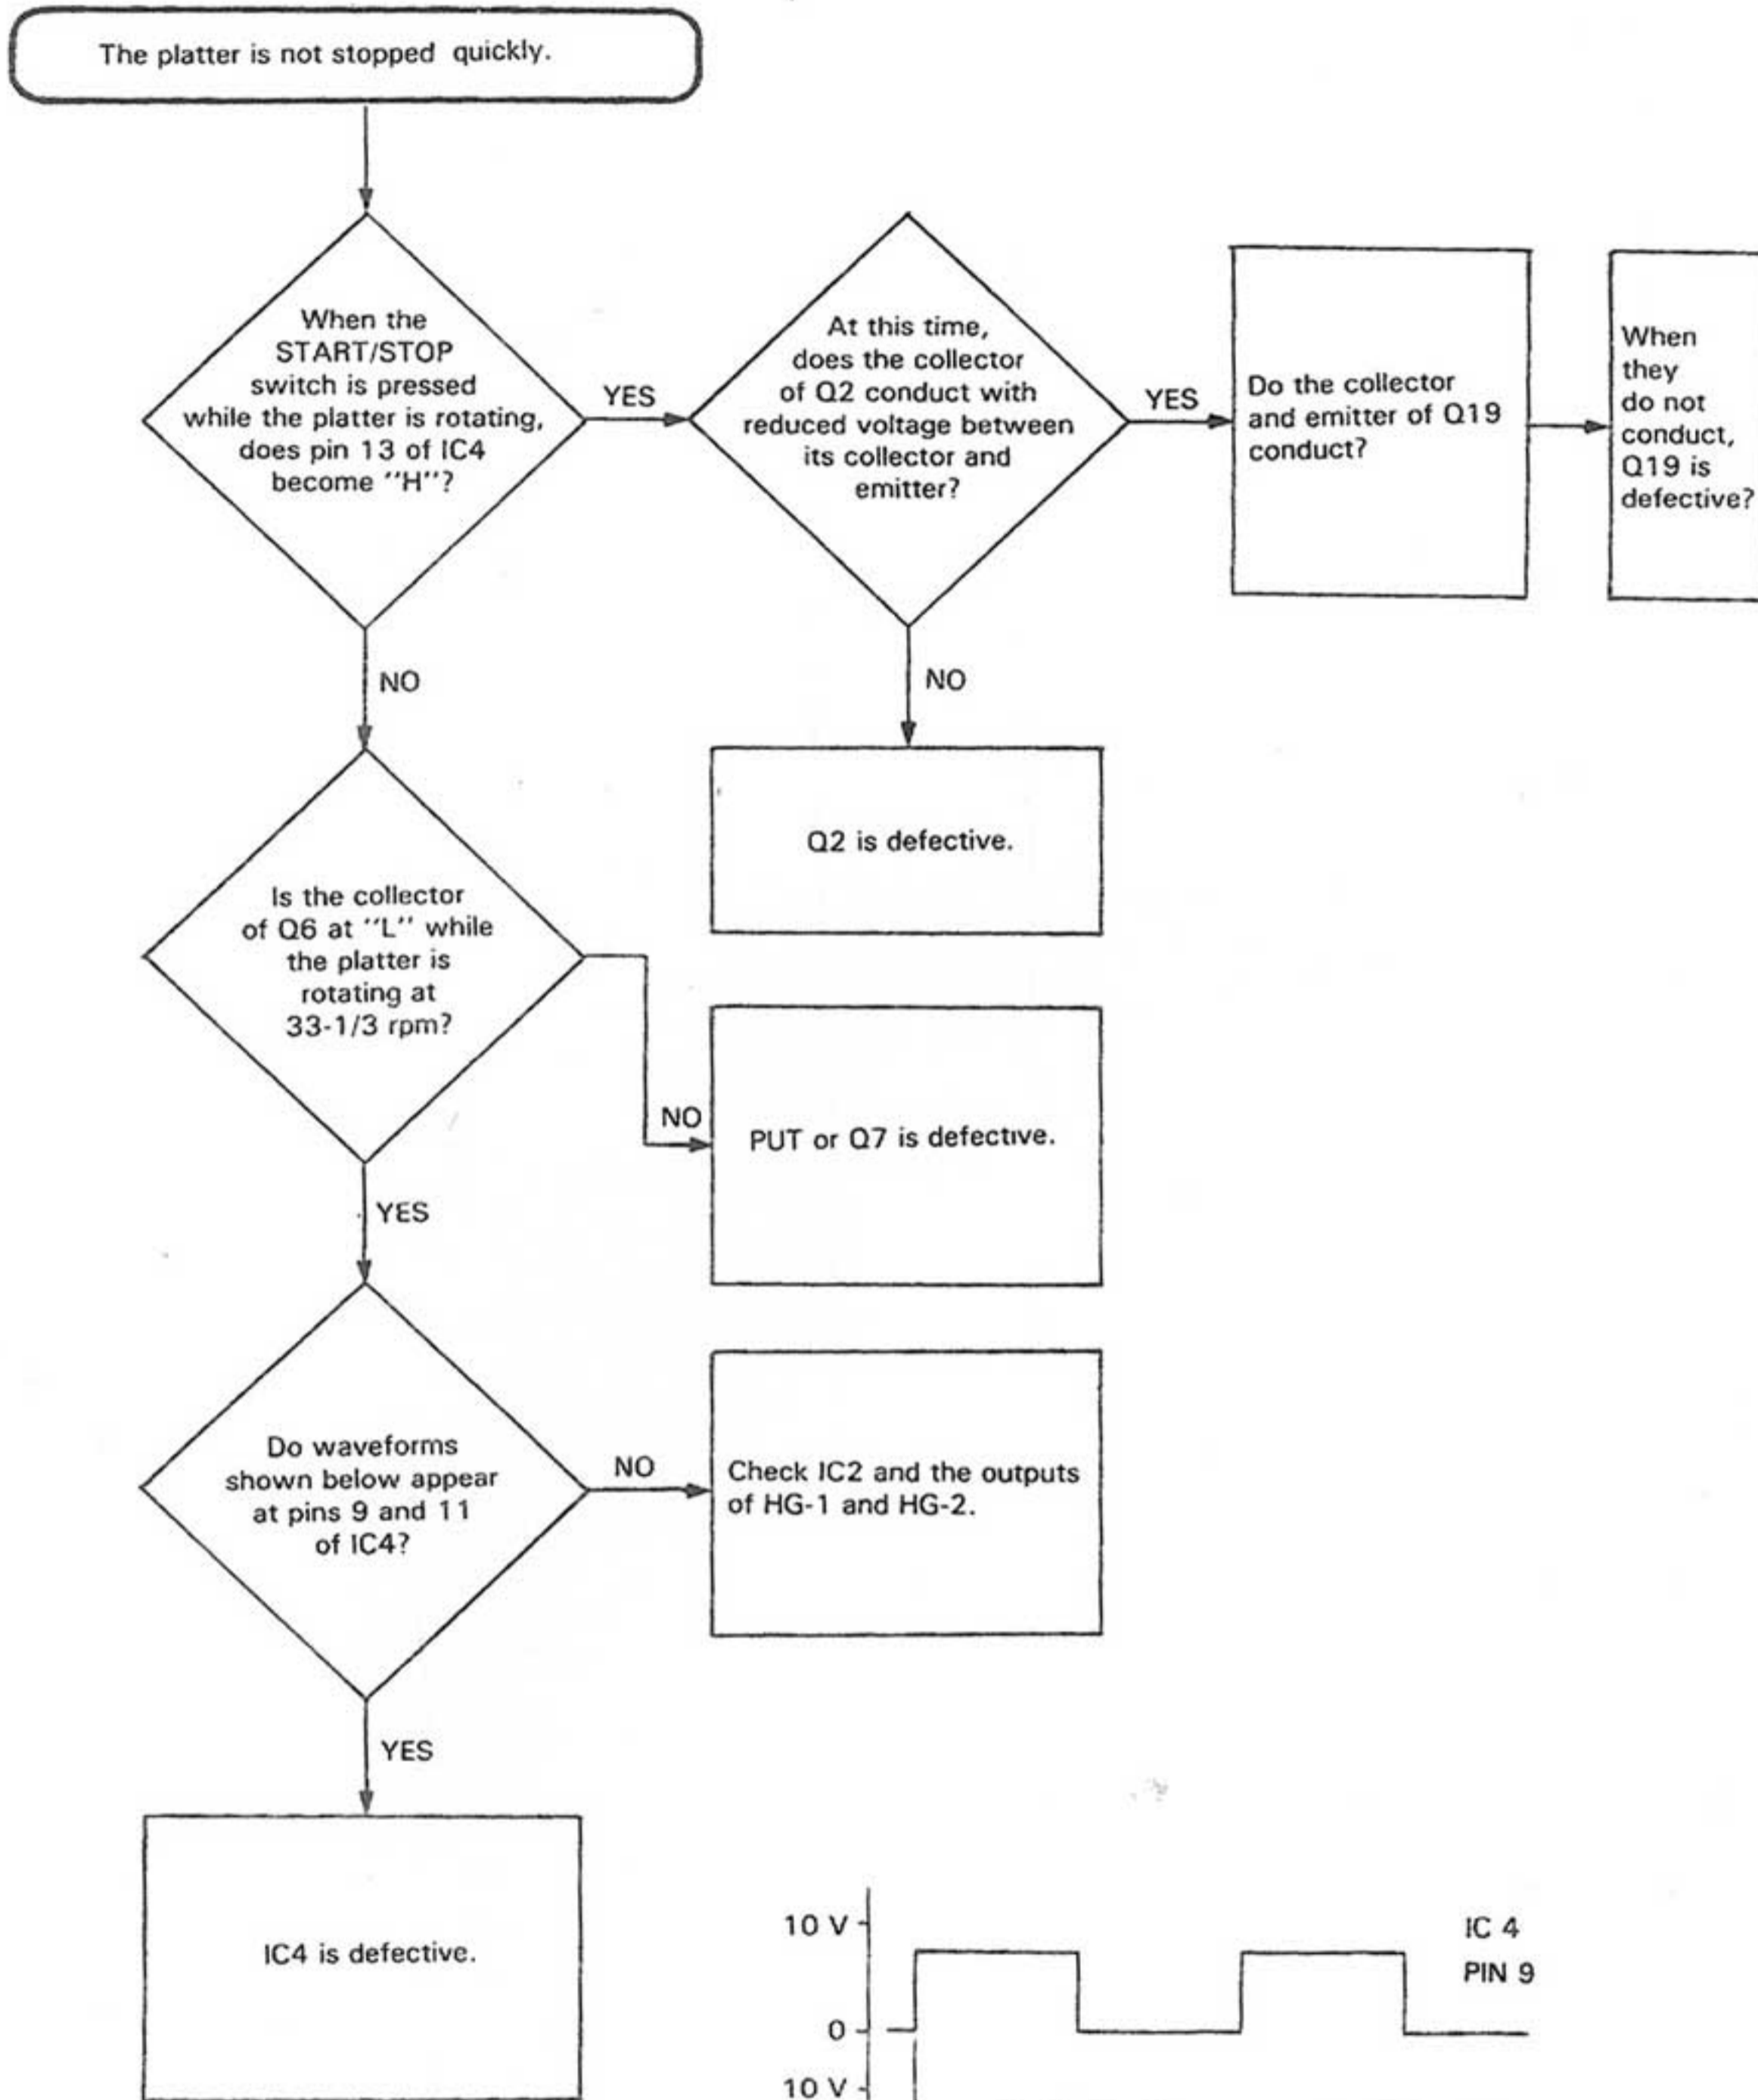 The platter is not stopped quickly.
When the
START/STOP
switch is pressed
while the platter is rotating,
does pin 13 of IC4
become "H"?
YES
At this time,
does the collector
of Q2 conduct with
reduced voltage between
its collector and
emitter?
YES
Do the collector
and emitter of Q19
conduct?
When
they
do not
conduct,
Q19 is
defective?
NO
NO
Q2 is defective.
Is the collector
of Q6 at "L" while
the platter is
rotating at
33-1/3 rpm?
NO
PUT or Q7 is defective.
YES
Do waveforms
shown below appear
at pins 9 and 11
of IC4?
NO
Check IC2 and the outputs
of HG-1 and HG-2.
YES
IC4 is defective.
10 V
IC 4
PIN 9
0
10 V